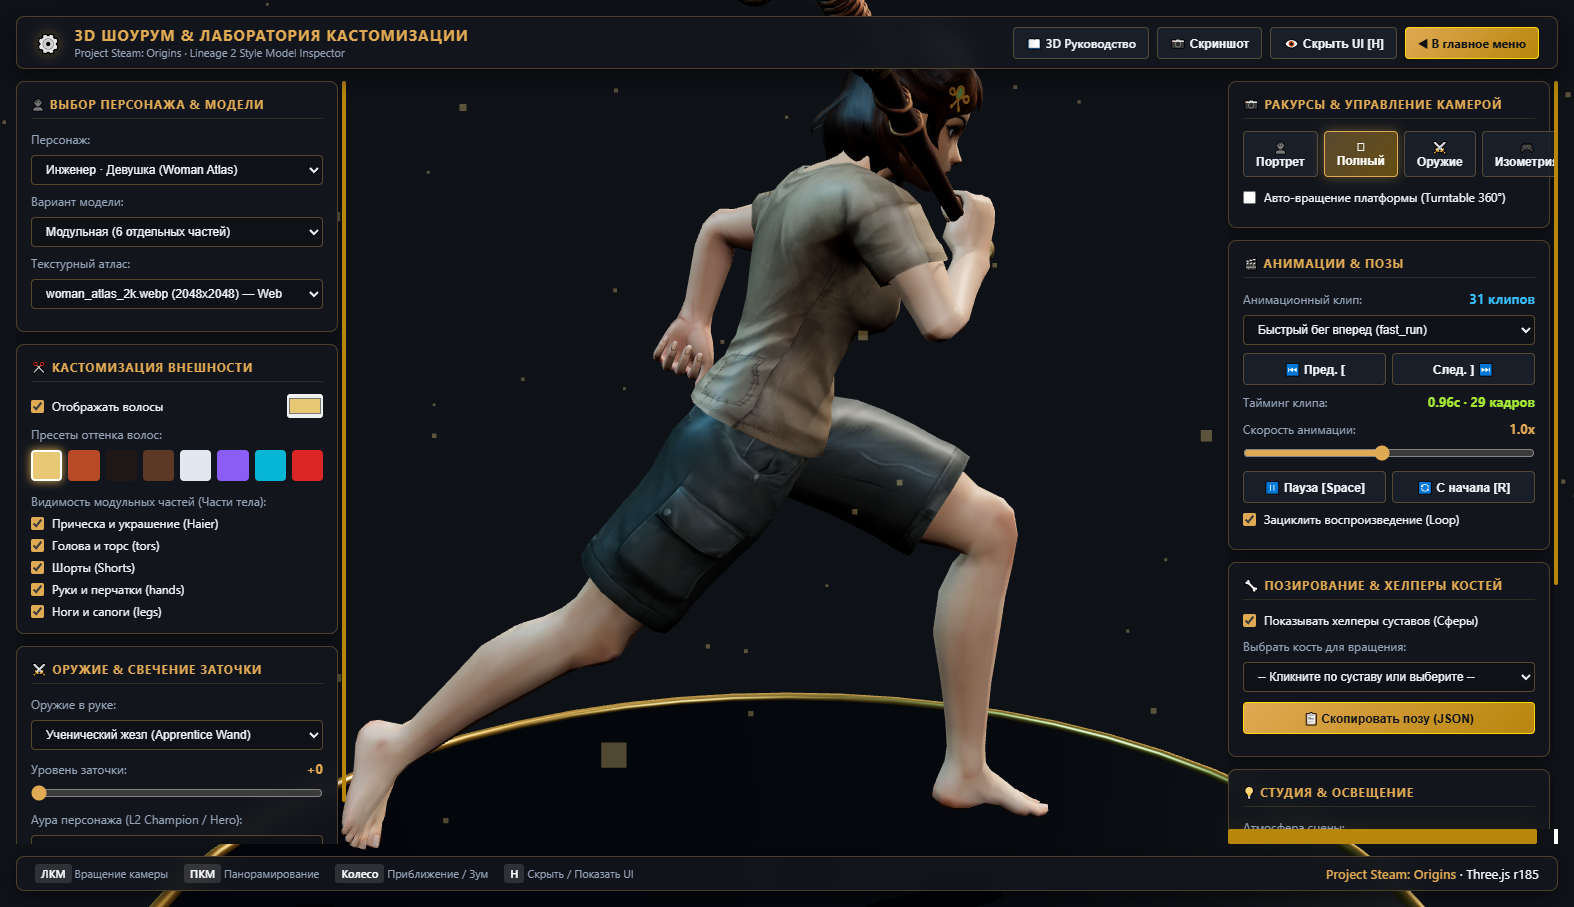 3D ШОУРУМ & ЛАБОРАТОРИЯ КАСТОМИЗАЦИИ
Project Steam: Origins · Lineage 2 Style Model Inspector
3D Руководство
Скриншот
Скрыть UI [H]
◀ В главное меню
ВЫБОР ПЕРСОНАЖА & МОДЕЛИ
Персонаж:
Инженер · Девушка (Woman Atlas)
Вариант модели:
Модульная (6 отдельных частей)
Текстурный атлас:
woman_atlas_2k.webp (2048x2048) — Web
КАСТОМИЗАЦИЯ ВНЕШНОСТИ
Отображать волосы
Пресеты оттенка волос:
Видимость модульных частей (Части тела):
Прическа и украшение (Haier)
Голова и торс (tors)
Шорты (Shorts)
Руки и перчатки (hands)
Ноги и сапоги (legs)
ОРУЖИЕ & СВЕЧЕНИЕ ЗАТОЧКИ
Оружие в руке:
Ученический жезл (Apprentice Wand)
Уровень заточки: +0
Аура персонажа (L2 Champion / Hero):
РАКУРСЫ & УПРАВЛЕНИЕ КАМЕРОЙ
Портрет
Полный
Оружие
Изометрия
Авто-вращение платформы (Turntable 360°)
АНИМАЦИИ & ПОЗЫ
Анимационный клип: 31 клипов
Быстрый бег вперед (fast_run)
Пред. [
След. ]
Тайминг клипа: 0.96с · 29 кадров
Скорость анимации: 1.0x
Пауза [Space]
С начала [R]
Зациклить воспроизведение (Loop)
ПОЗИРОВАНИЕ & ХЕЛПЕРЫ КОСТЕЙ
Показывать хелперы суставов (Сферы)
Выбрать кость для вращения:
-- Кликните по суставу или выберите --
Скопировать позу (JSON)
СТУДИЯ & ОСВЕЩЕНИЕ
Атмосфера сцены:
ЛКМ Вращение камеры
ПКМ Панорамирование
Колесо Приближение / Зум
H Скрыть / Показать UI
Project Steam: Origins · Three.js r185